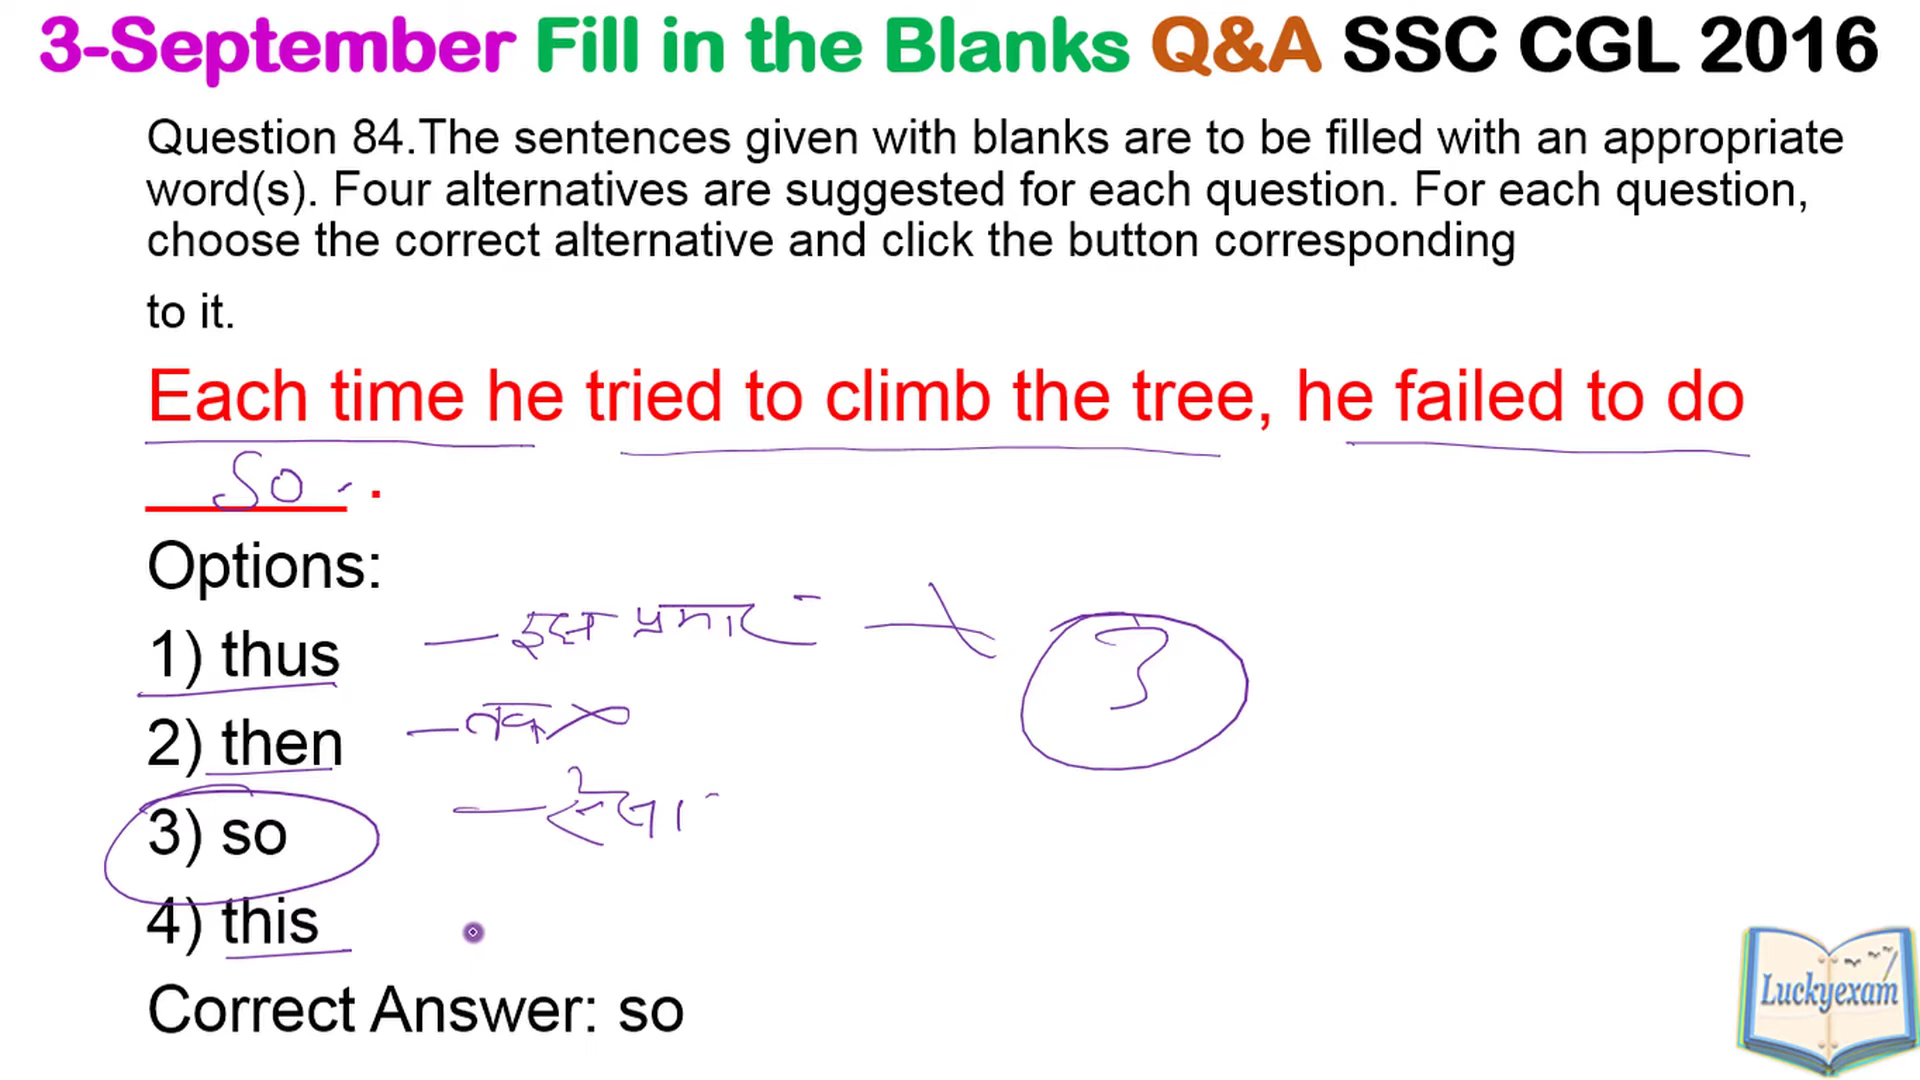 3-September Fill in the Blanks Q&A SSC CGL 2016
Question 84.The sentences given with blanks are to be filled with an appropriate
word(s). Four alternatives are suggested for each question. For each question,
choose the correct alternative and click the button corresponding
to it.
Each time he tried to climb the tree, he failed to do
so .
Options:
1) thus
2) then
3) so
4) this
3
Correct Answer: so
Luckyexam